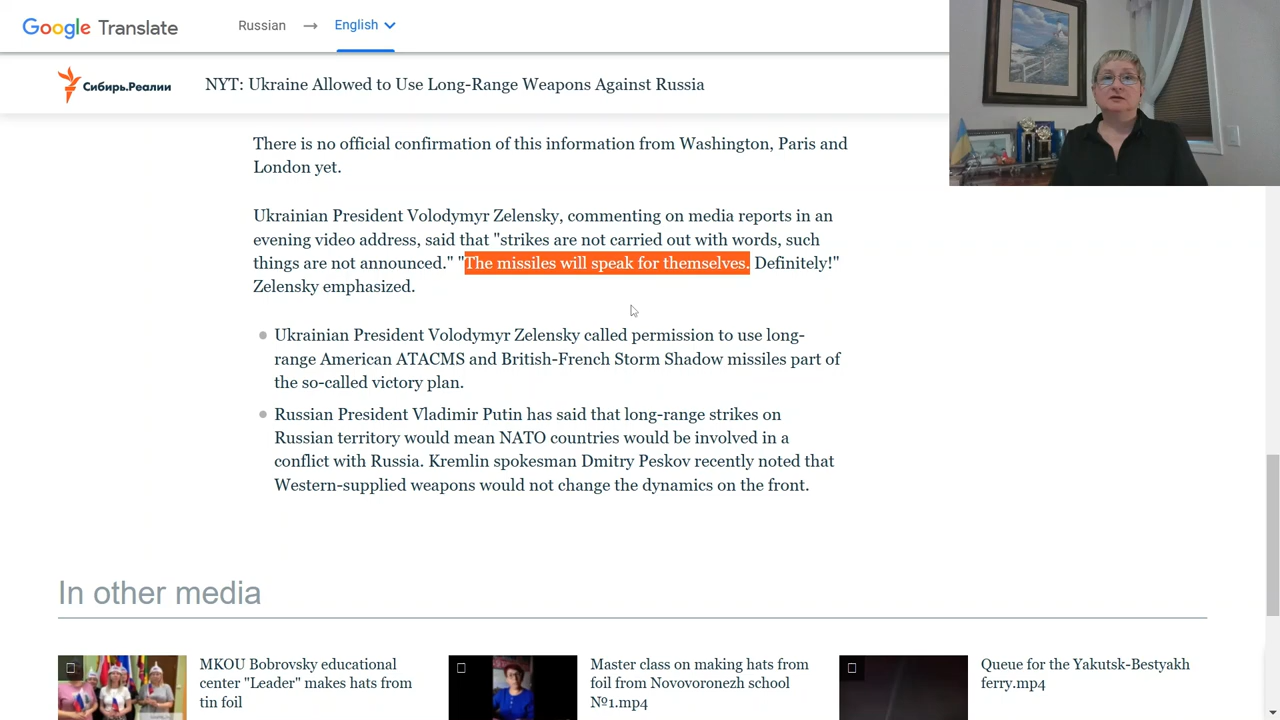 Google Translate
Russian → English
Сибирь.Реалии
NYT: Ukraine Allowed to Use Long-Range Weapons Against Russia
There is no official confirmation of this information from Washington, Paris and
London yet.
Ukrainian President Volodymyr Zelensky, commenting on media reports in an
evening video address, said that "strikes are not carried out with words, such
things are not announced." "The missiles will speak for themselves. Definitely!"
Zelensky emphasized.
Ukrainian President Volodymyr Zelensky called permission to use long-
range American ATACMS and British-French Storm Shadow missiles part of
the so-called victory plan.
Russian President Vladimir Putin has said that long-range strikes on
Russian territory would mean NATO countries would be involved in a
conflict with Russia. Kremlin spokesman Dmitry Peskov recently noted that
Western-supplied weapons would not change the dynamics on the front.
In other media
MKOU Bobrovsky educational
center "Leader" makes hats from
tin foil
Master class on making hats from
foil from Novovoronezh school
№1.mp4
Queue for the Yakutsk-Bestyakh
ferry.mp4